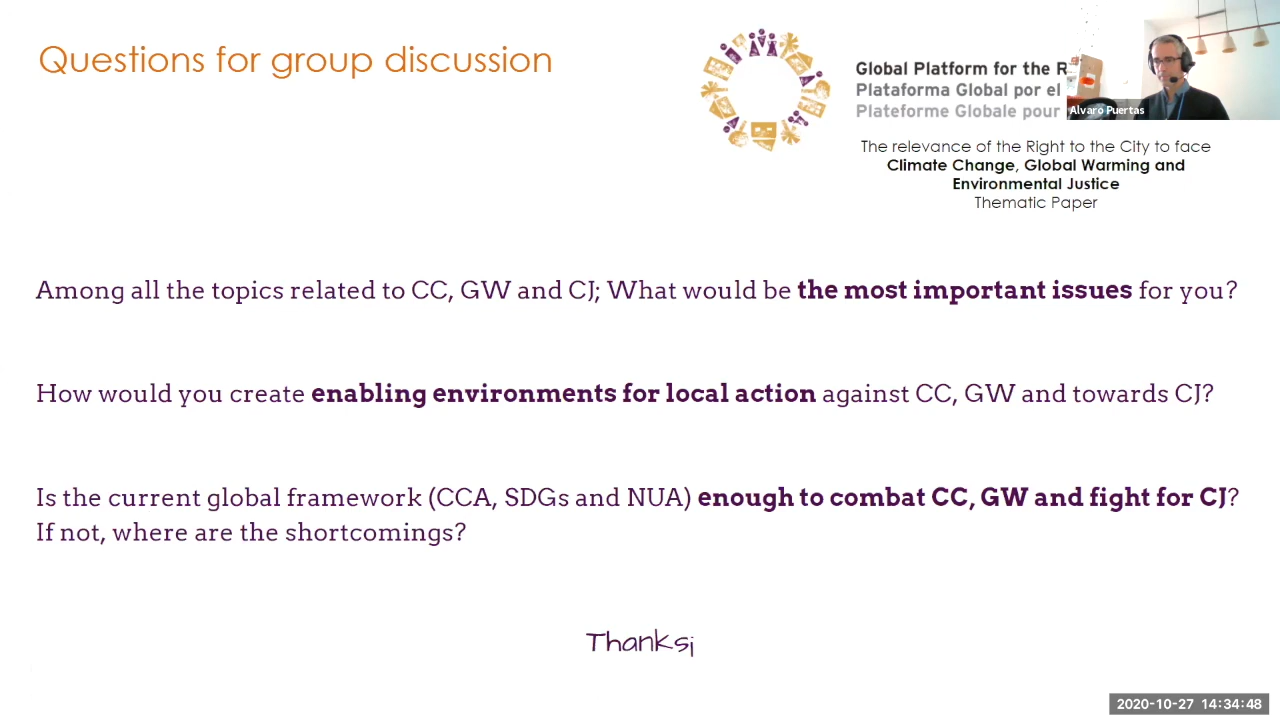 Questions for group discussion
Global Platform for the R
Plataforma Global por el
Plateforme Globale pour
Alvaro Puertas
The relevance of the Right to the City to face
Climate Change, Global Warming and
Environmental Justice
Thematic Paper
Among all the topics related to CC, GW and CJ; What would be the most important issues for you?
How would you create enabling environments for local action against CC, GW and towards CJ?
Is the current global framework (CCA, SDGs and NUA) enough to combat CC, GW and fight for CJ?
If not, where are the shortcomings?
Thanks¡
2020-10-27 14:34:48